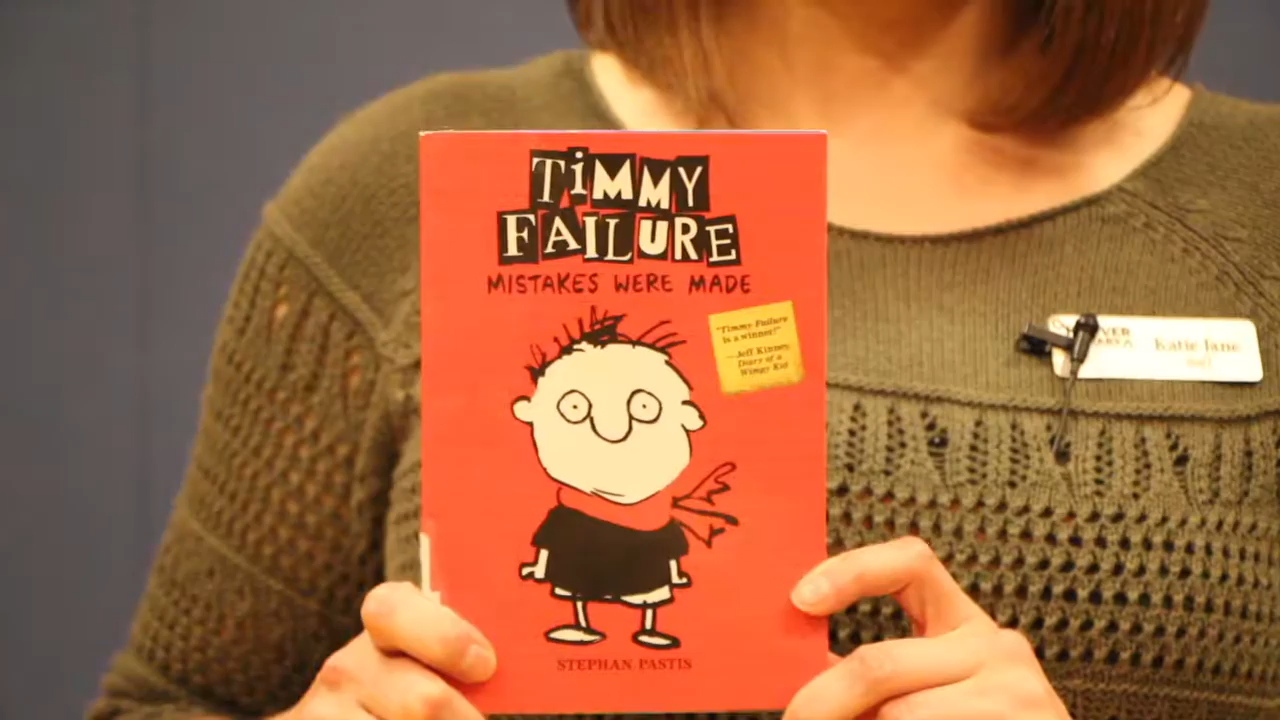 TiMMY
FAILURE
MISTAKES WERE MADE
"Timmy Failure
is a winner!"
—Jeff Kinney,
Diary of a
Wimpy Kid
STEPHAN PASTIS
Katie Jane